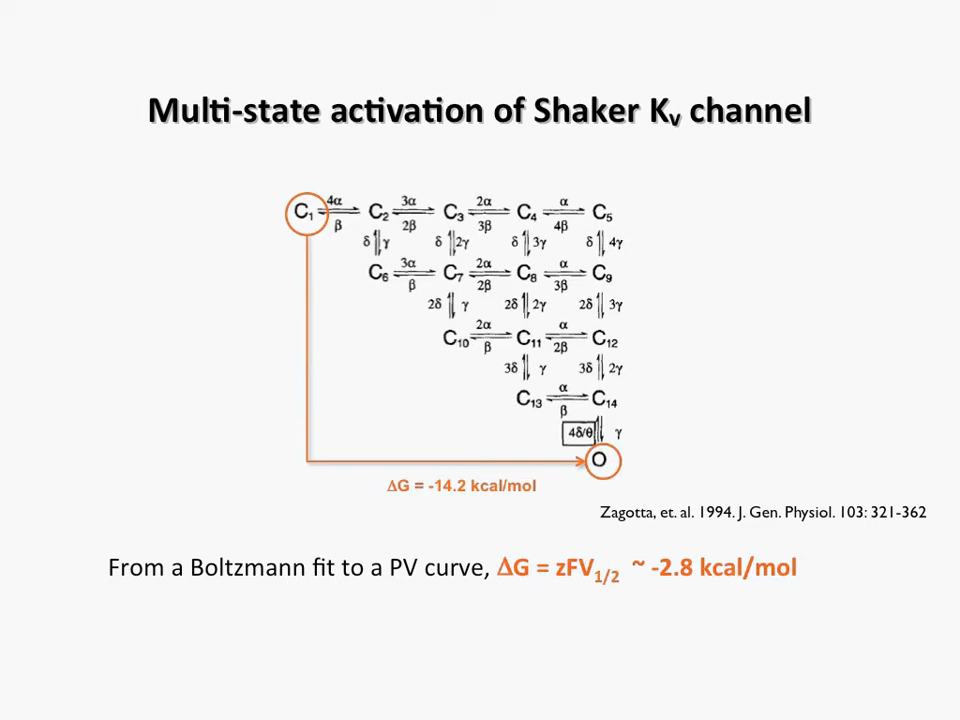 Multi-state activation of Shaker Kv channel
4α 3α 2α α
C1 C2 C3 C4 C5
β 2β 3β 4β
δ γ δ 2γ δ 3γ δ 4γ
3α 2α α
C6 C7 C8 C9
β 2β 3β
2δ γ 2δ 2γ 2δ 3γ
2α α
C10 C11 C12
β 2β
3δ γ 3δ 2γ
α
C13 C14
β
4δ/θ γ
O
ΔG = -14.2 kcal/mol
Zagotta, et. al. 1994. J. Gen. Physiol. 103: 321-362
From a Boltzmann fit to a PV curve, ΔG = zFV1/2 ~ -2.8 kcal/mol